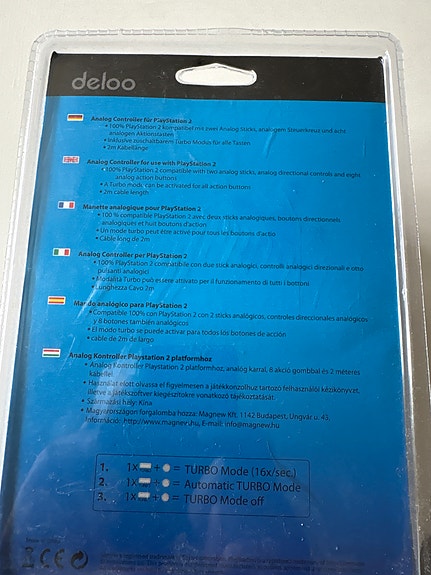 deloo
Analog Controller für PlayStation 2
• 100% PlayStation 2 kompatibel mit zwei Analog Sticks, analogem Steuerkreuz und acht
analogen Aktionstasten
• Inklusive zuschaltbarem Turbo Modus für alle Tasten
• 2m Kabellänge
Analog Controller for use with PlayStation 2
• 100% PlayStation 2 compatible with two analog sticks, analog directional controls and eight
analog action buttons
• A Turbo mode can be activated for all action buttons
• 2m cable length
Manette analogique pour PlayStation 2
• 100 % compatible PlayStation 2 avec deux sticks analogiques, boutons directionnels
analogiques et huit boutons d'action
• Un mode turbo peut être activé pour tous les boutons d'actio
• Cable long de 2m
Analog Controller per PlayStation 2
• 100% PlayStation 2 compatibile con due stick analogici, controlli analogici direzionali e otto
pulsanti analogici
• Modalita Turbo può essere attivato per il funzionamento di tutti i bottoni
• Lunghezza Cavo 2m
Mando analógico para PlayStation 2
• Compatible 100% con PlayStation 2 con 2 sticks analógicos, controles direccionales analógicos
y 8 botones también analógicos
• El modo turbo se puede activar para todos los botones de acción
• cable de 2m de largo
Analog Kontroller Playstation 2 platformhoz
• Analog Kontroller Playstation 2 platformhoz, analog karral, 8 akció gombbal és 2 méteres
kábellel.
• Használat előtt olvassa el figyelmesen a játékkonzolhuz tartozó felhasználói kézikönyvet,
illetve a játékszoftver kiegészítőkre vonatkozó tájékoztatását.
• Származási hely: Kína
• Magyarországon forgalomba hozza: Magnew Kft. 1142 Budapest, Ungvár u. 43.
Információ: http://www.magnew.hu, E-mail: info@magnew.hu
1. 1x + = TURBO Mode (16x/sec.)
2. 1x + = Automatic TURBO Mode
3. 1x + = TURBO Mode off
CE